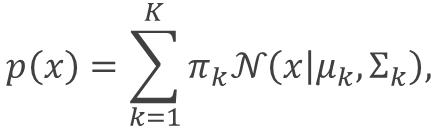 p(x) = ∑_{k=1}^{K} π_k 𝒩(x|μ_k, Σ_k),